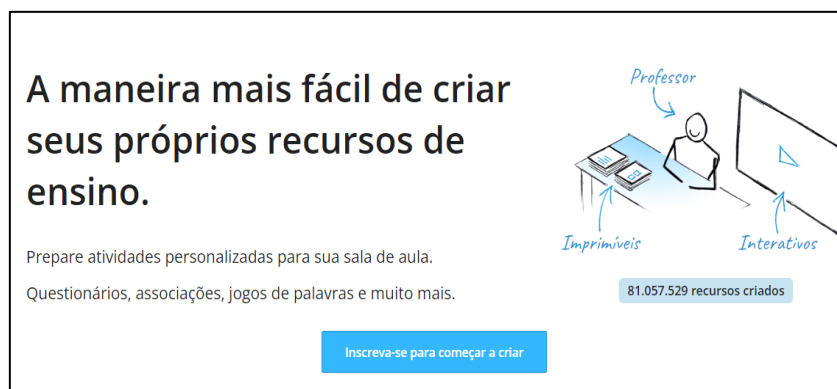 A maneira mais fácil de criar
seus próprios recursos de
ensino.
Prepare atividades personalizadas para sua sala de aula.
Questionários, associações, jogos de palavras e muito mais.
Inscreva-se para começar a criar
Professor
Imprimíveis
Interativos
81.057.529 recursos criados